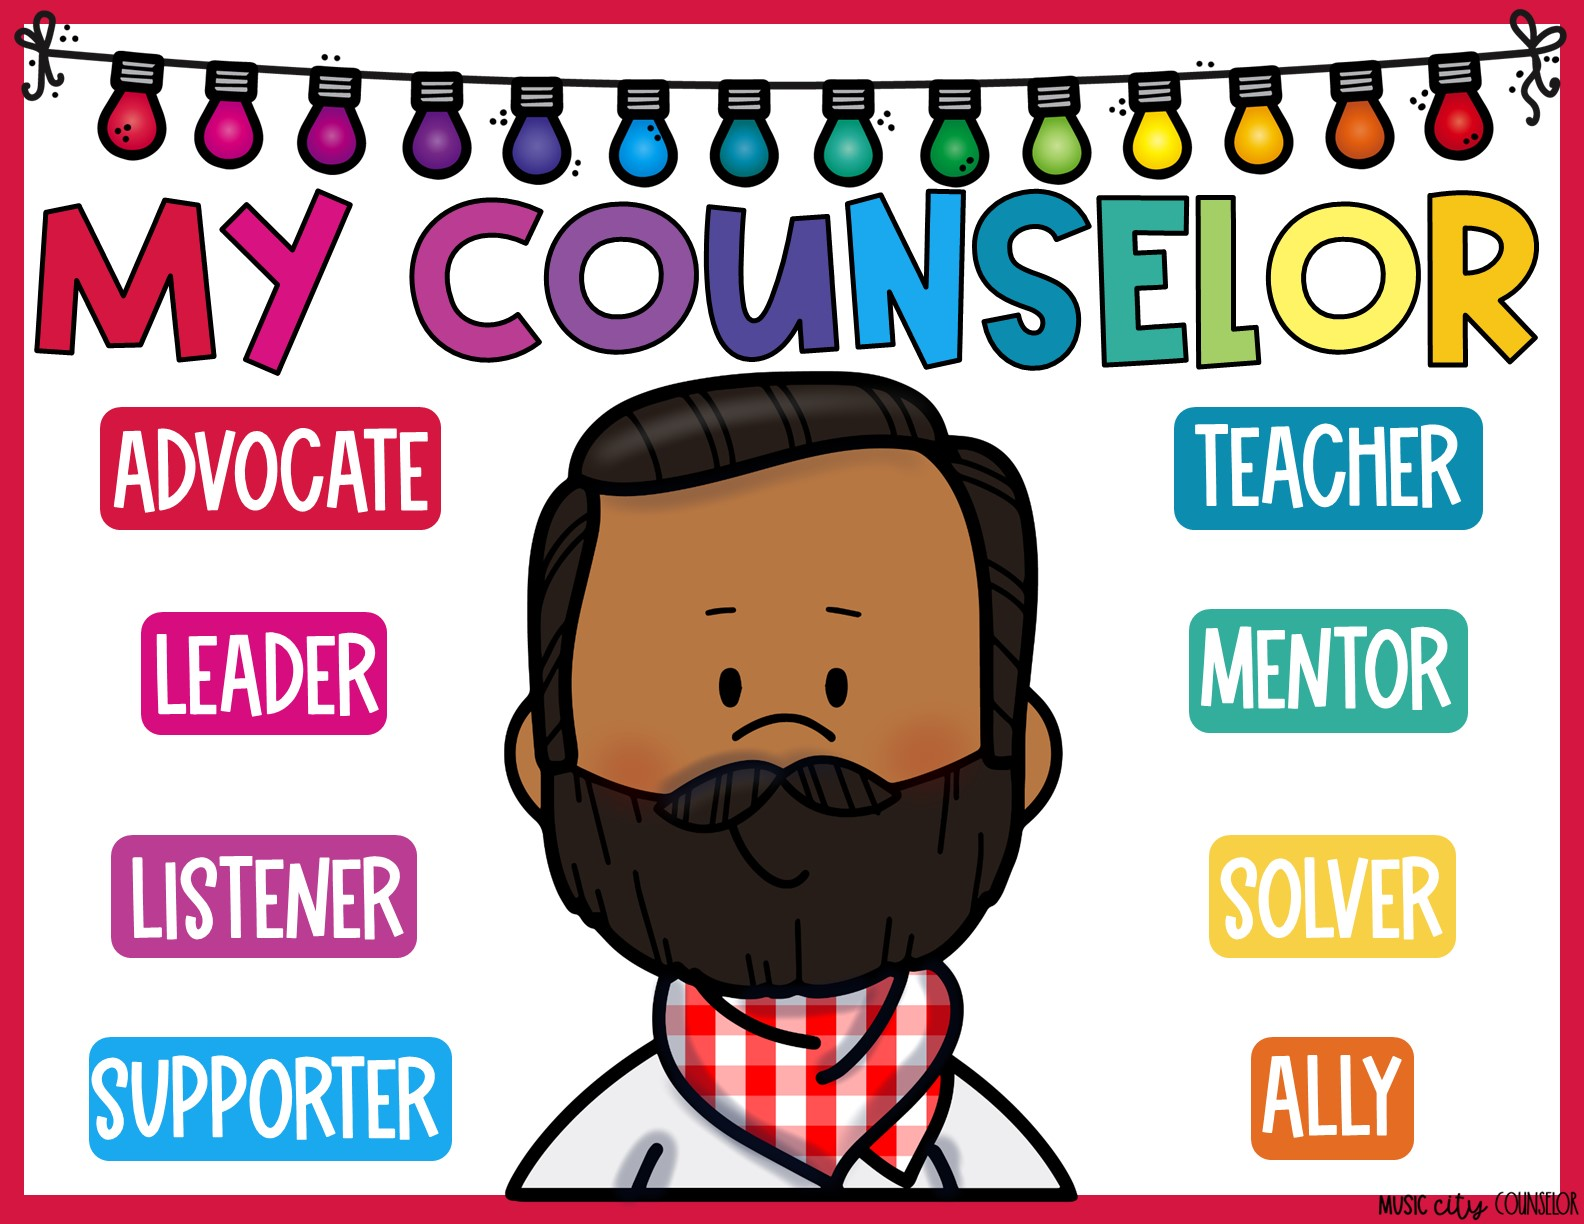 MY COUNSELOR
ADVOCATE
LEADER
LISTENER
SUPPORTER
TEACHER
MENTOR
SOLVER
ALLY
MUSIC city COUNSELOR